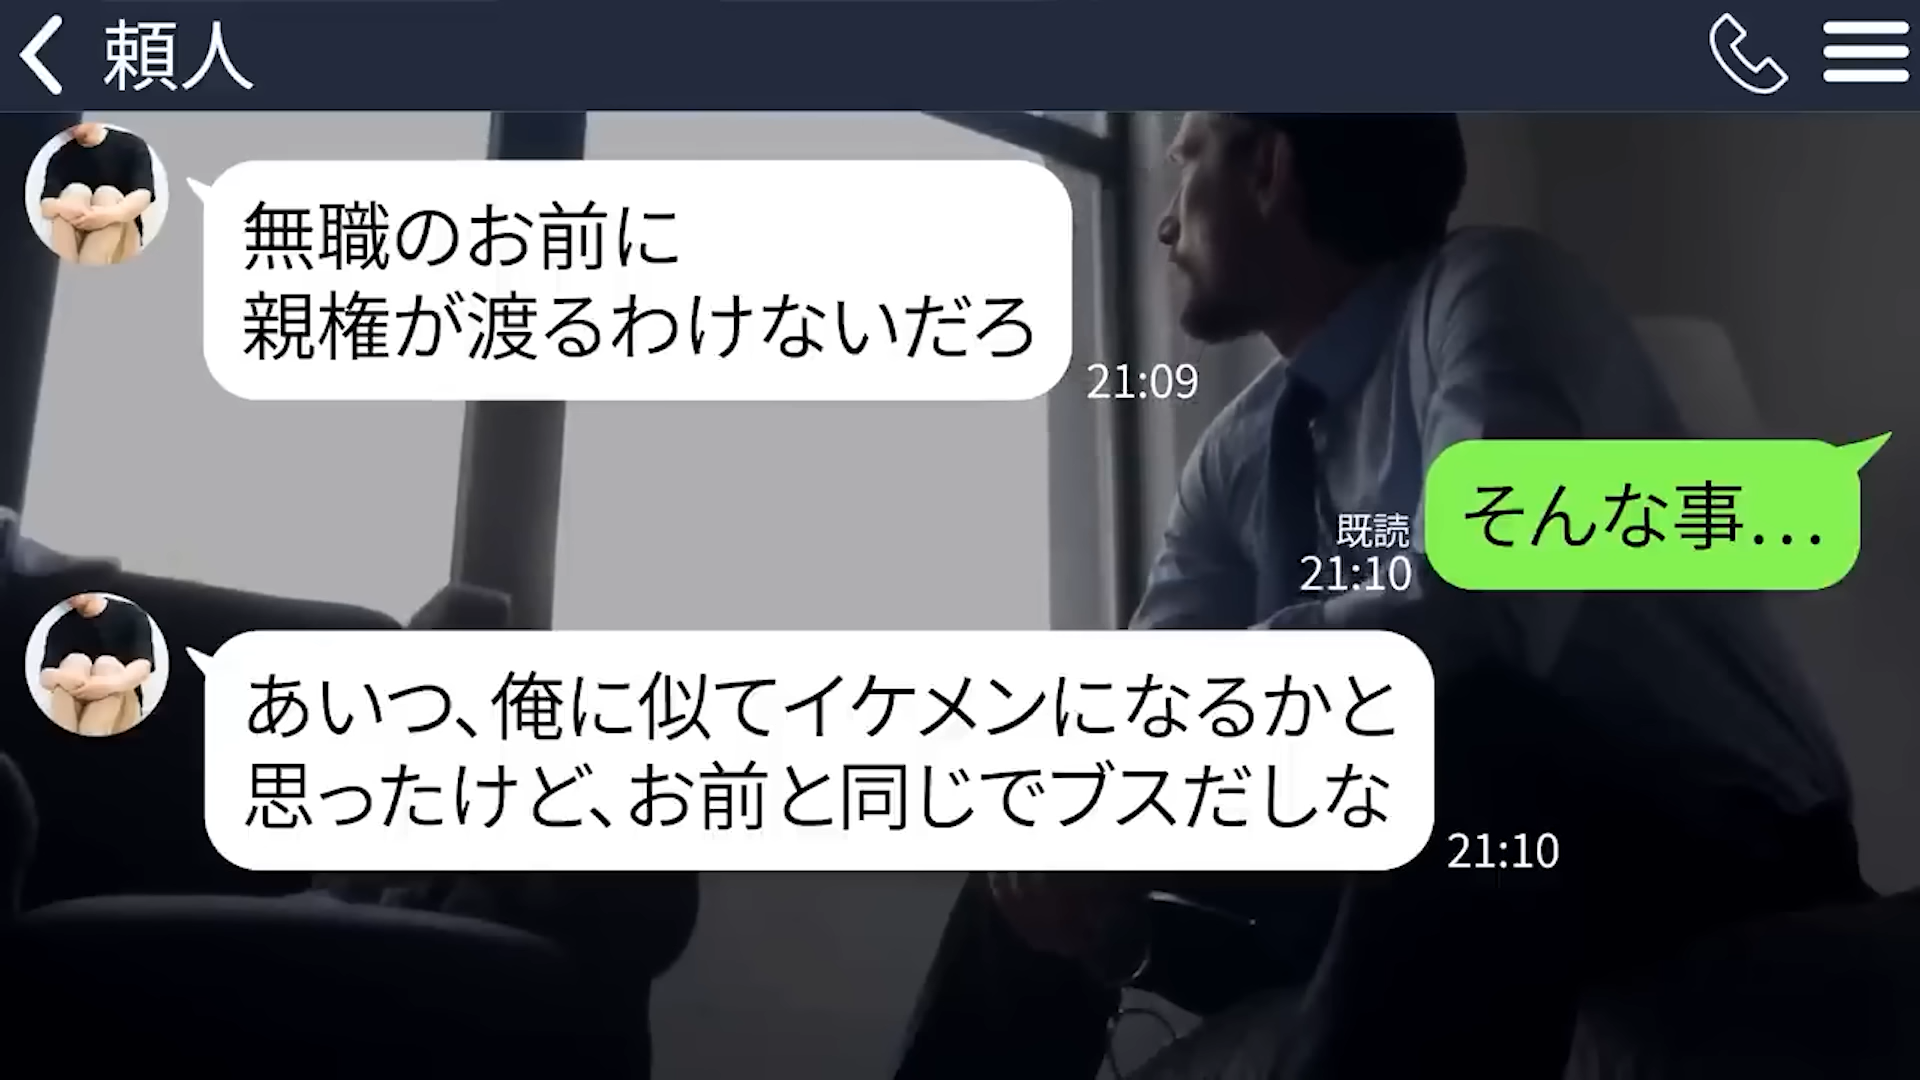 頼人
無職のお前に
親権が渡るわけないだろ
21:09
そんな事…
既読
21:10
あいつ、俺に似てイケメンになるかと
思ったけど、お前と同じでブスだしな
21:10